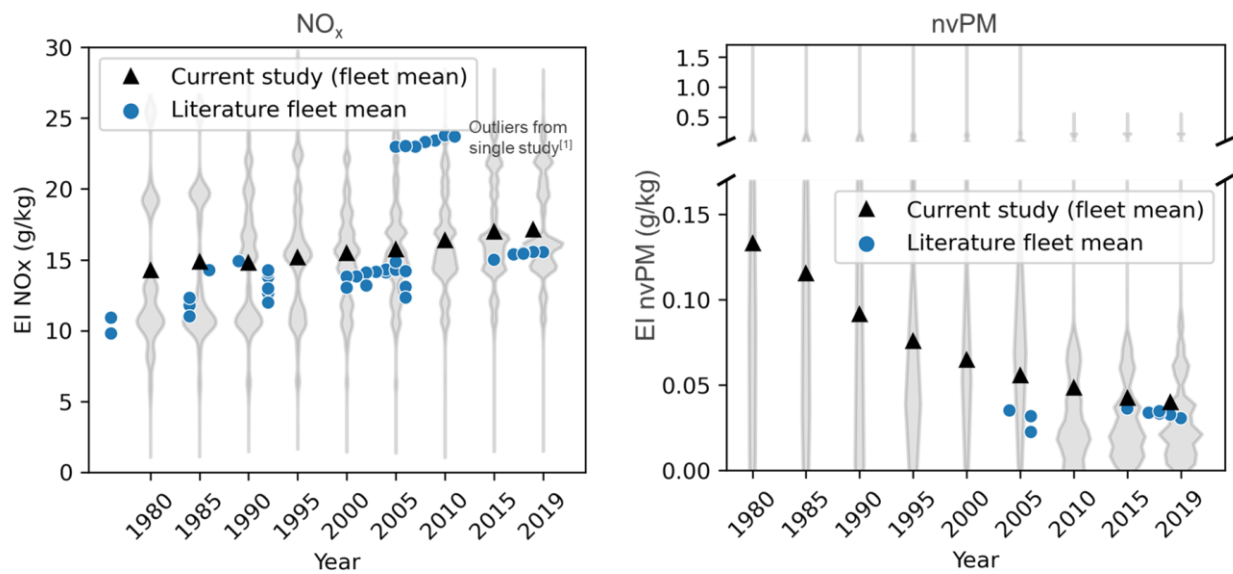 NOx
30
25
20
15
10
5
0
EI NOx (g/kg)
Current study (fleet mean)
Literature fleet mean
Outliers from
single study[1]
1980
1985
1990
1995
2000
2005
2010
2015
2019
Year
nvPM
1.5
1.0
0.5
0.15
0.10
0.05
0.00
EI nvPM (g/kg)
Current study (fleet mean)
Literature fleet mean
1980
1985
1990
1995
2000
2005
2010
2015
2019
Year